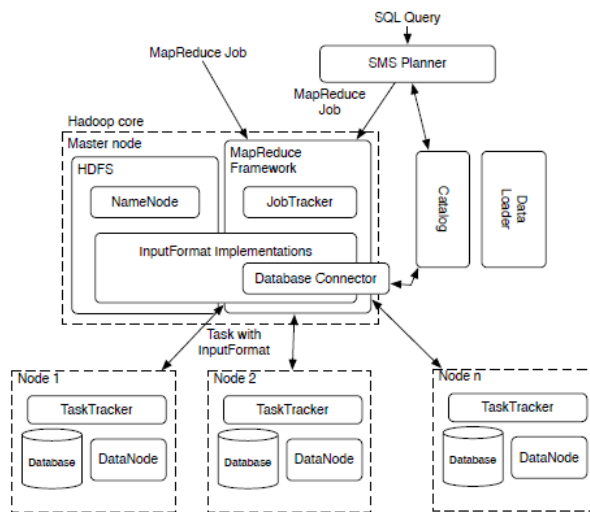 SQL Query
MapReduce Job
SMS Planner
MapReduce
Job
Hadoop core
Master node
HDFS
MapReduce
Framework
NameNode
JobTracker
Catalog
Data
Loader
InputFormat Implementations
Database Connector
Task with
InputFormat
Node 1
TaskTracker
Database
DataNode
Node 2
TaskTracker
Database
DataNode
Node n
TaskTracker
Database
DataNode